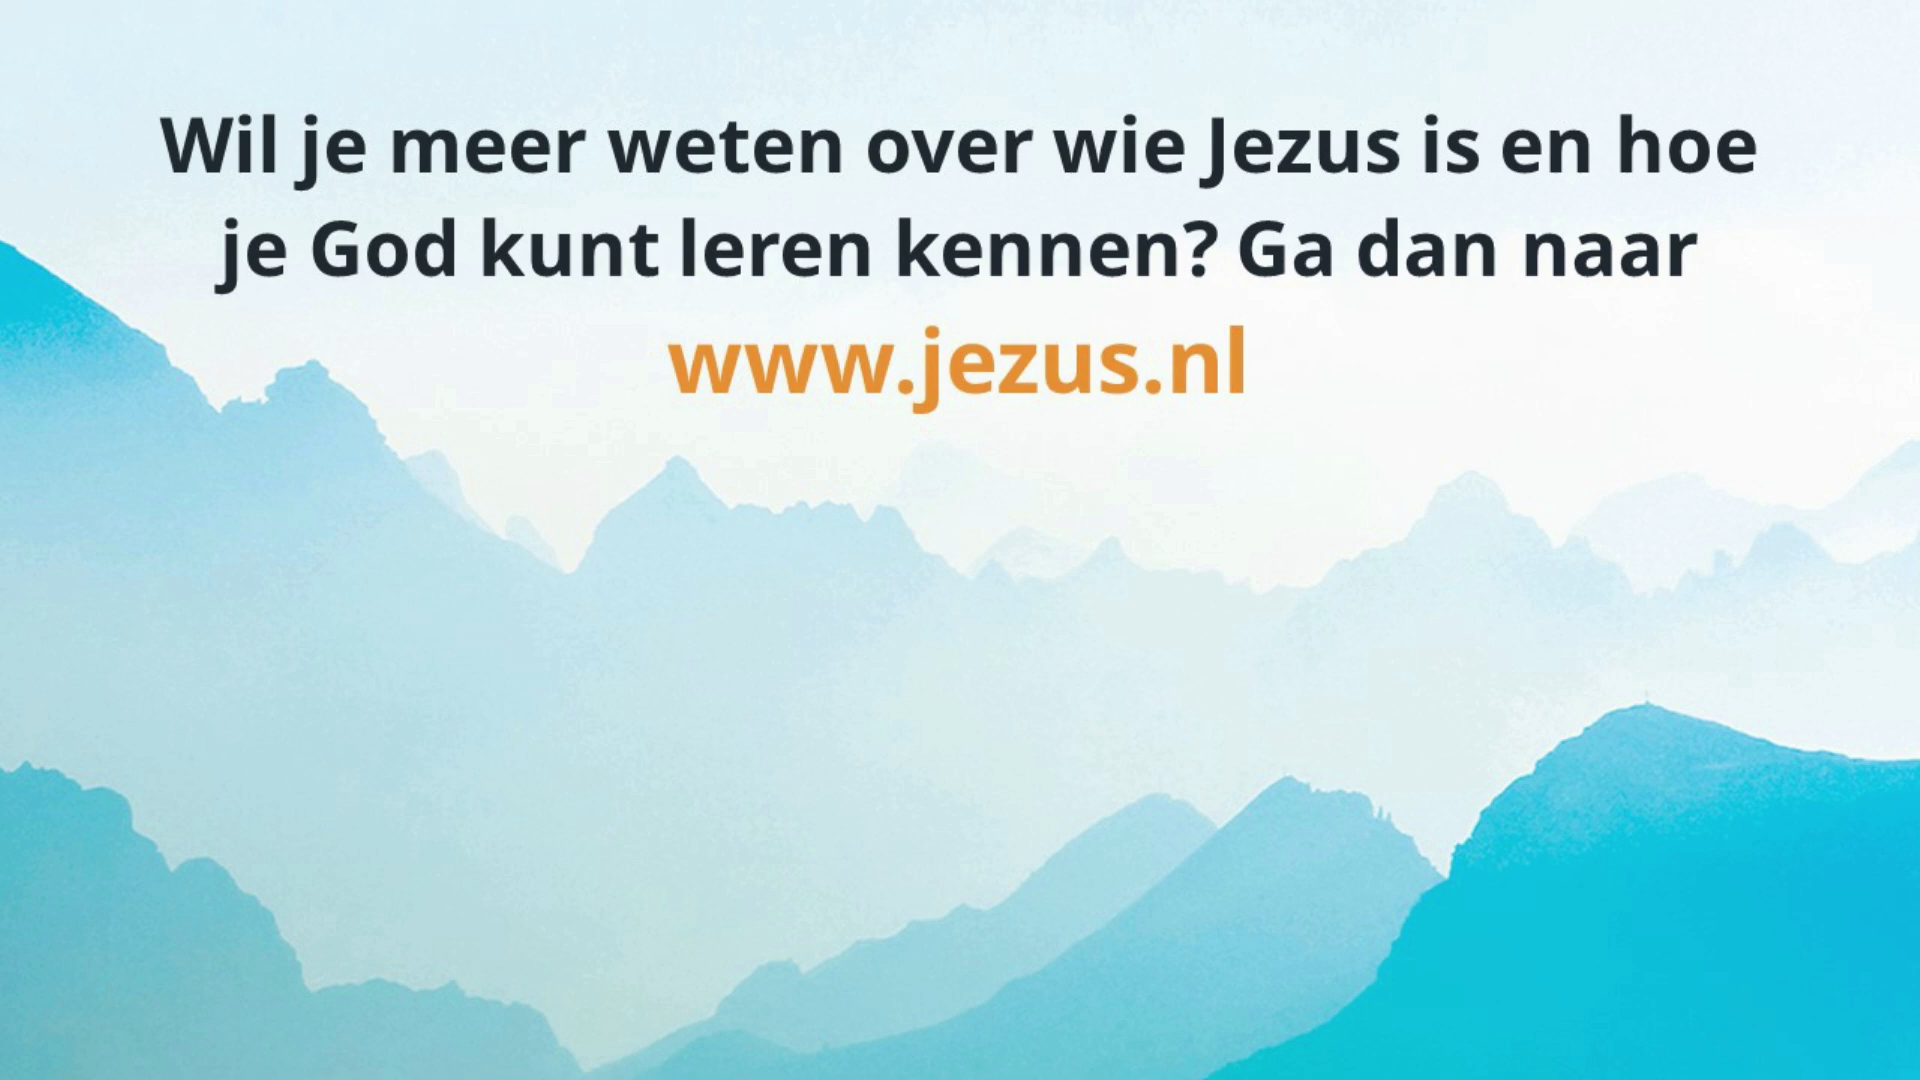 Wil je meer weten over wie Jezus is en hoe
je God kunt leren kennen? Ga dan naar
www.jezus.nl